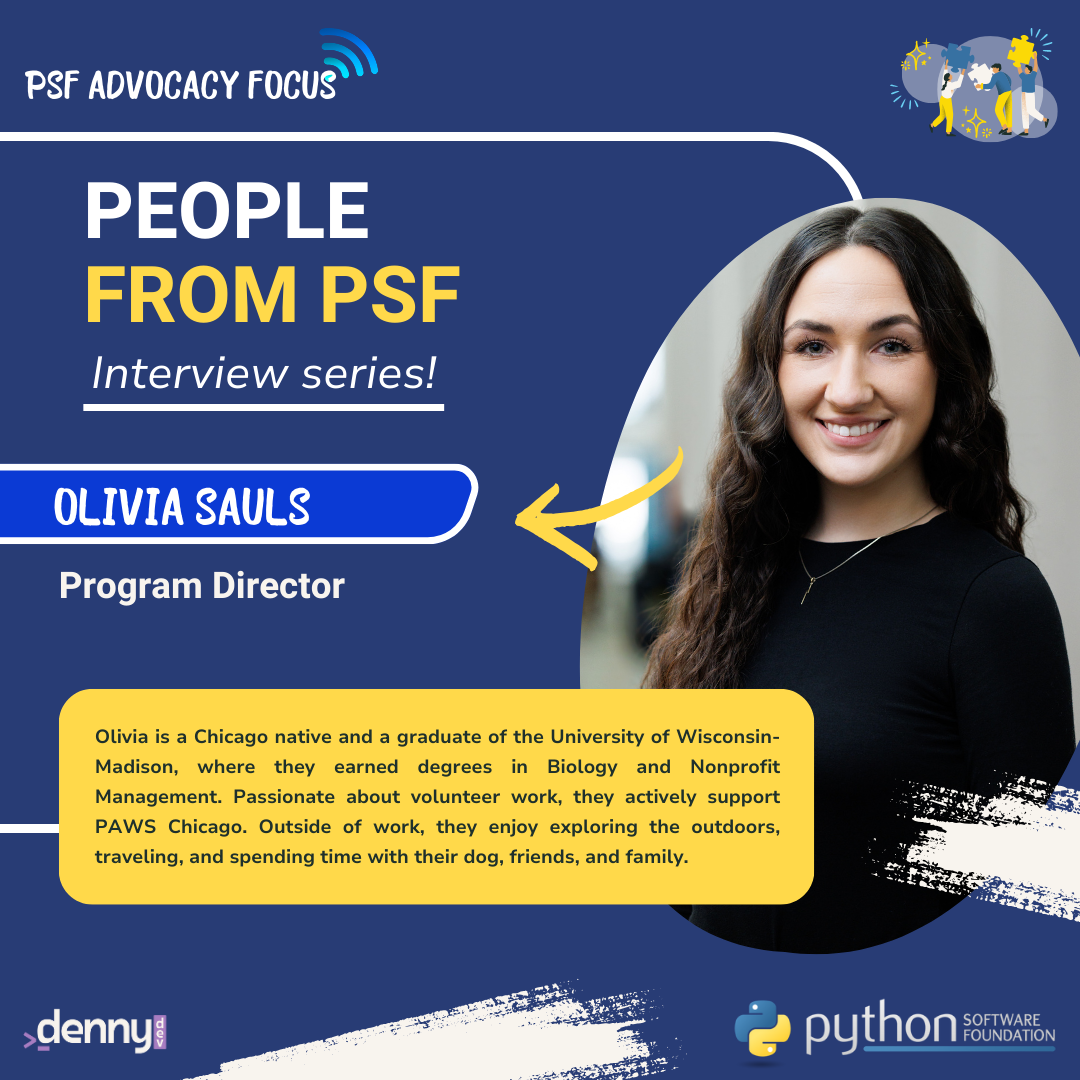 PSF ADVOCACY FOCUS
PEOPLE
FROM PSF
Interview series!
OLIVIA SAULS
Program Director
Olivia is a Chicago native and a graduate of the University of Wisconsin-
Madison, where they earned degrees in Biology and Nonprofit
Management. Passionate about volunteer work, they actively support
PAWS Chicago. Outside of work, they enjoy exploring the outdoors,
traveling, and spending time with their dog, friends, and family.
>_denny dev
python SOFTWARE
FOUNDATION